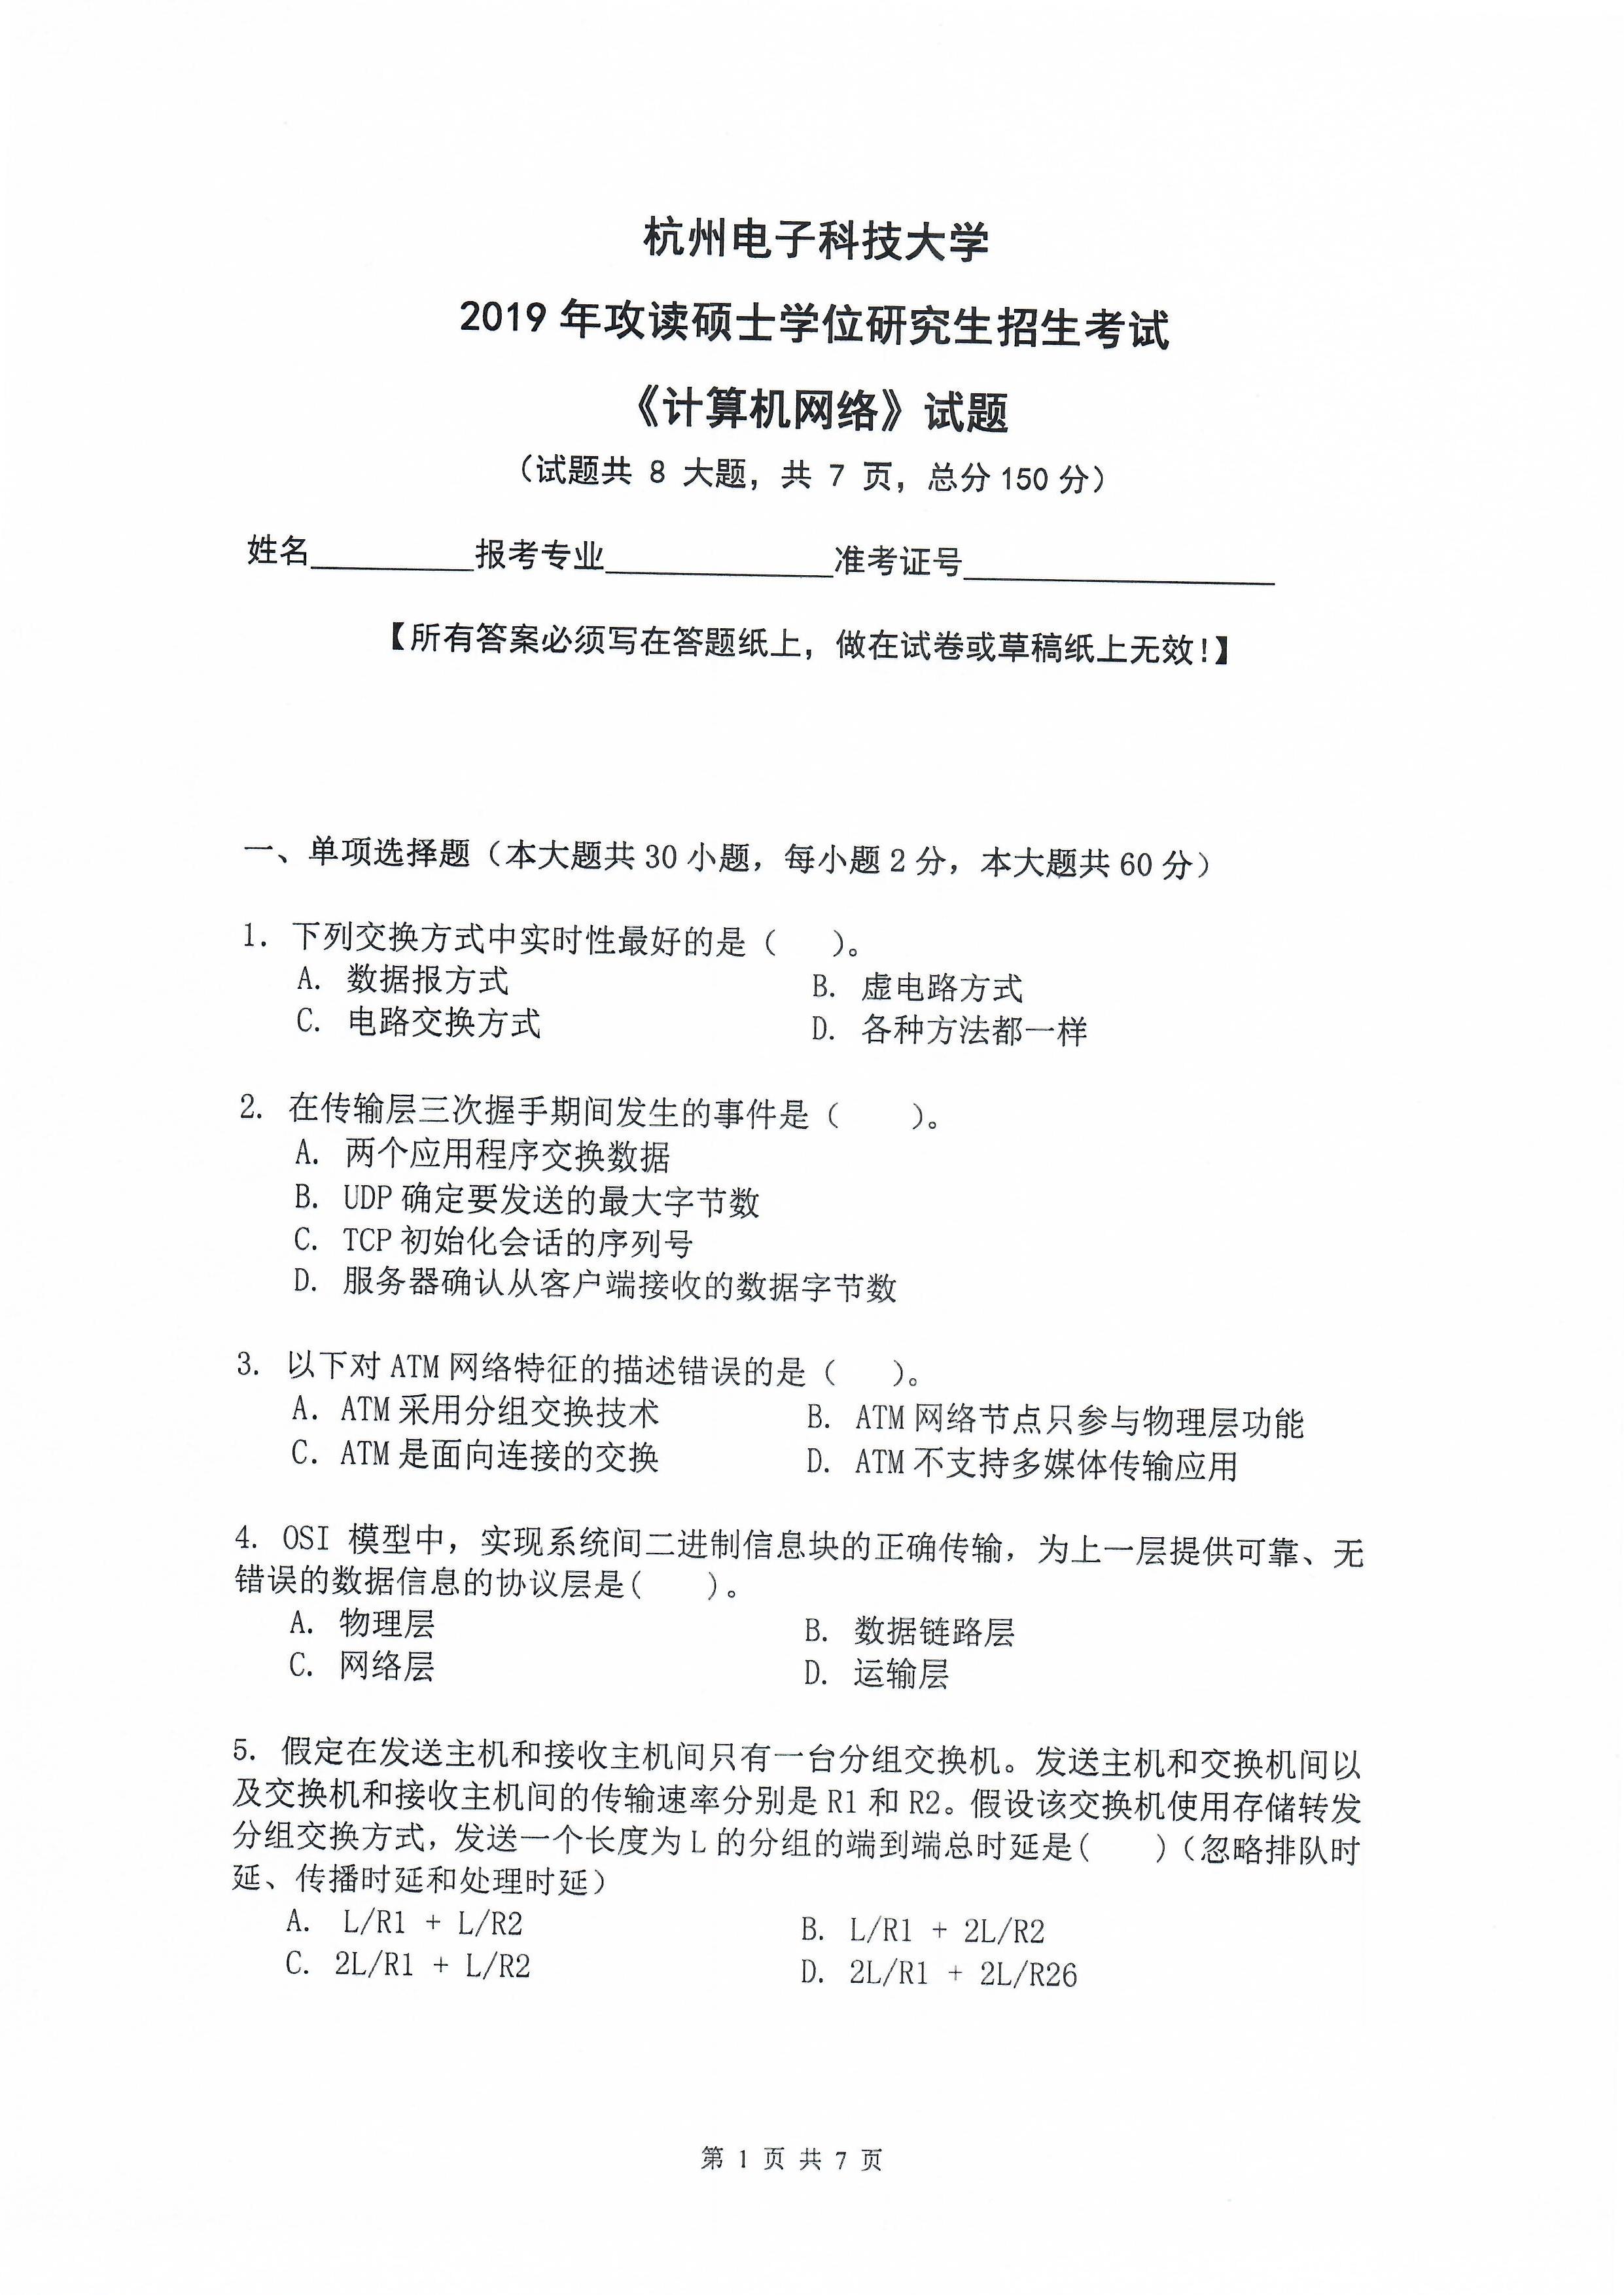 杭州电子科技大学
2019 年攻读硕士学位研究生招生考试
《计算机网络》试题
（试题共 8 大题，共 7 页，总分 150 分）
姓名__________报考专业______________准考证号___________________
【所有答案必须写在答题纸上，做在试卷或草稿纸上无效！】
一、单项选择题（本大题共 30 小题，每小题 2 分，本大题共 60 分）
1. 下列交换方式中实时性最好的是（　　）。
A. 数据报方式　　B. 虚电路方式
C. 电路交换方式　　D. 各种方法都一样
2. 在传输层三次握手期间发生的事件是（　　）。
A. 两个应用程序交换数据
B. UDP 确定要发送的最大字节数
C. TCP 初始化会话的序列号
D. 服务器确认从客户端接收的数据字节数
3. 以下对 ATM 网络特征的描述错误的是（　　）。
A. ATM 采用分组交换技术　　B. ATM 网络节点只参与物理层功能
C. ATM 是面向连接的交换　　D. ATM 不支持多媒体传输应用
4. OSI 模型中，实现系统间二进制信息块的正确传输，为上一层提供可靠、无
错误的数据信息的协议层是(　　)。
A. 物理层　　B. 数据链路层
C. 网络层　　D. 运输层
5. 假定在发送主机和接收主机间只有一台分组交换机。发送主机和交换机间以
及交换机和接收主机间的传输速率分别是 R1 和 R2。假设该交换机使用存储转发
分组交换方式，发送一个长度为 L 的分组的端到端总时延是(　　)（忽略排队时
延、传播时延和处理时延）
A. L/R1 + L/R2　　B. L/R1 + 2L/R2
C. 2L/R1 + L/R2　　D. 2L/R1 + 2L/R26
第 1 页 共 7 页